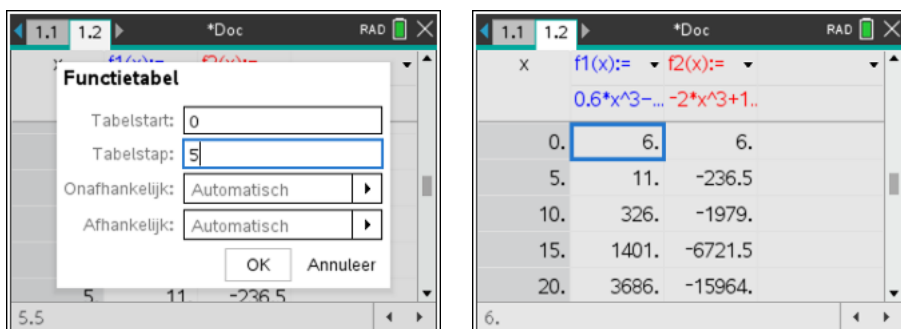 1.1 1.2 *Doc RAD
x f1(x):= f2(x):=
Functietabel
Tabelstart: 0
Tabelstap: 5
Onafhankelijk: Automatisch
Afhankelijk: Automatisch
OK Annuleer
5. 11. -236.5
5.5
1.1 1.2 *Doc RAD
x f1(x):= f2(x):=
0.6*x^3-... -2*x^3+1..
0. 6. 6.
5. 11. -236.5
10. 326. -1979.
15. 1401. -6721.5
20. 3686. -15964.
6.